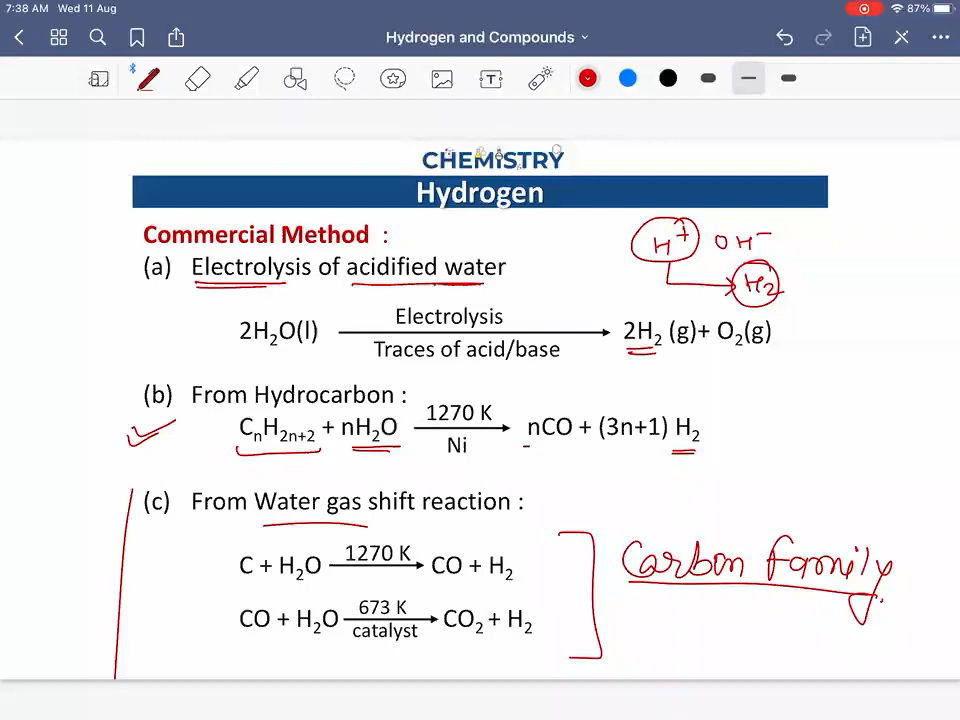 7:38 AM Wed 11 Aug 87%
Hydrogen and Compounds
CHEMISTRY
Hydrogen
Commercial Method :
(a) Electrolysis of acidified water
H⁺ OH⁻
H₂
2H₂O(l) Electrolysis 2H₂ (g)+ O₂(g)
Traces of acid/base
(b) From Hydrocarbon :
CₙH₂ₙ₊₂ + nH₂O 1270 K nCO + (3n+1) H₂
Ni
(c) From Water gas shift reaction :
C + H₂O 1270 K CO + H₂
Carbon family
CO + H₂O 673 K CO₂ + H₂
catalyst